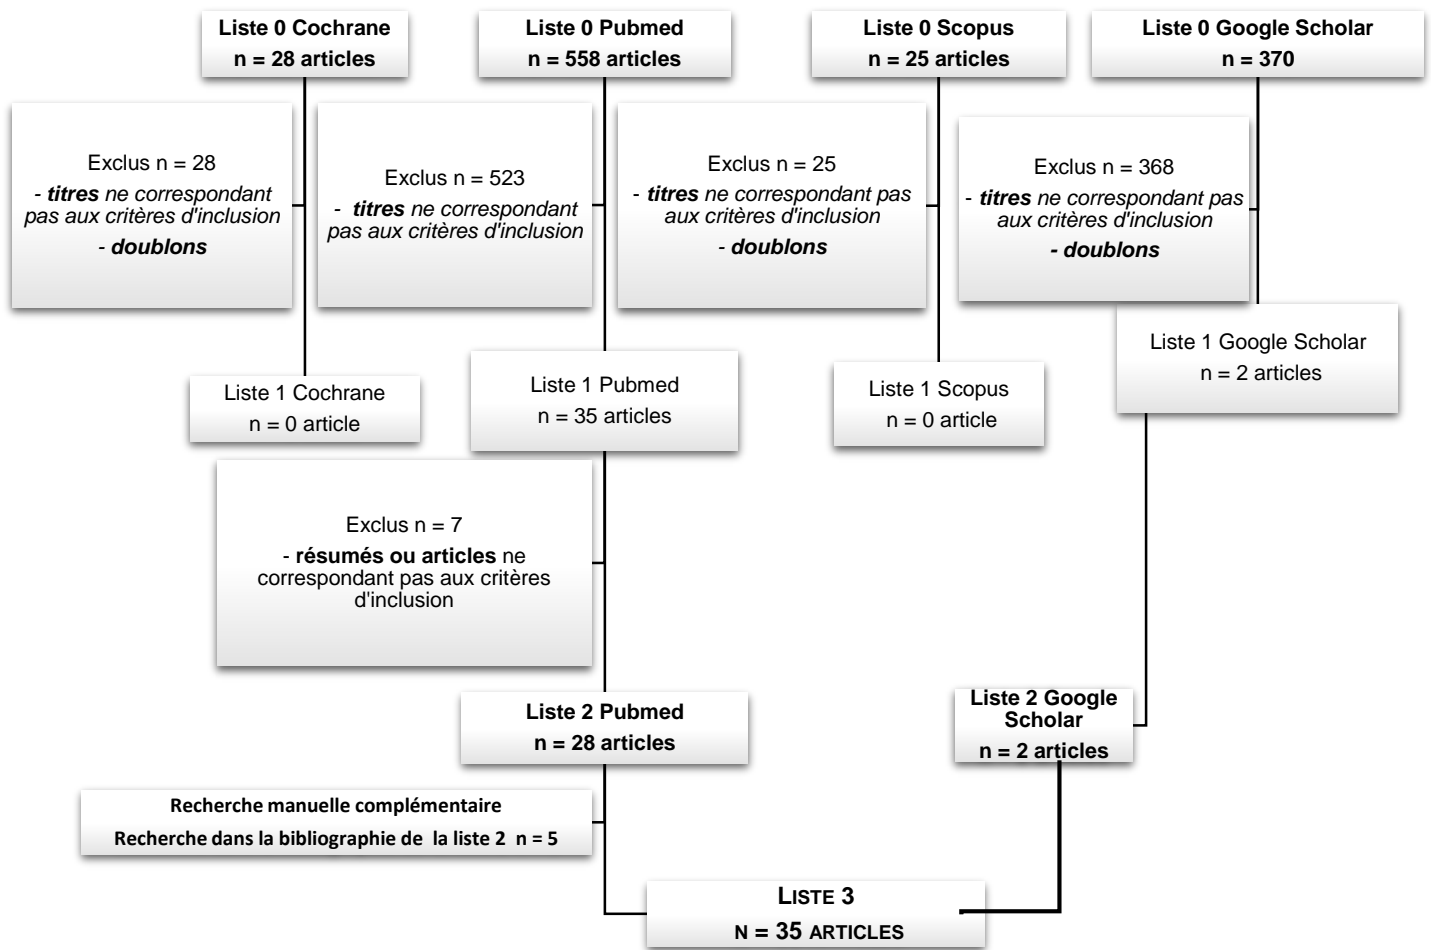 Liste 0 Cochrane
n = 28 articles
Liste 0 Pubmed
n = 558 articles
Liste 0 Scopus
n = 25 articles
Liste 0 Google Scholar
n = 370
Exclus n = 28
- titres ne correspondant
pas aux critères d'inclusion
- doublons
Exclus n = 523
- titres ne correspondant
pas aux critères d'inclusion
Exclus n = 25
- titres ne correspondant pas
aux critères d'inclusion
- doublons
Exclus n = 368
- titres ne correspondant pas
aux critères d'inclusion
- doublons
Liste 1 Cochrane
n = 0 article
Liste 1 Pubmed
n = 35 articles
Liste 1 Scopus
n = 0 article
Liste 1 Google Scholar
n = 2 articles
Exclus n = 7
- résumés ou articles ne
correspondant pas aux critères
d'inclusion
Liste 2 Pubmed
n = 28 articles
Liste 2 Google
Scholar
n = 2 articles
Recherche manuelle complémentaire
Recherche dans la bibliographie de la liste 2 n = 5
LISTE 3
N = 35 ARTICLES